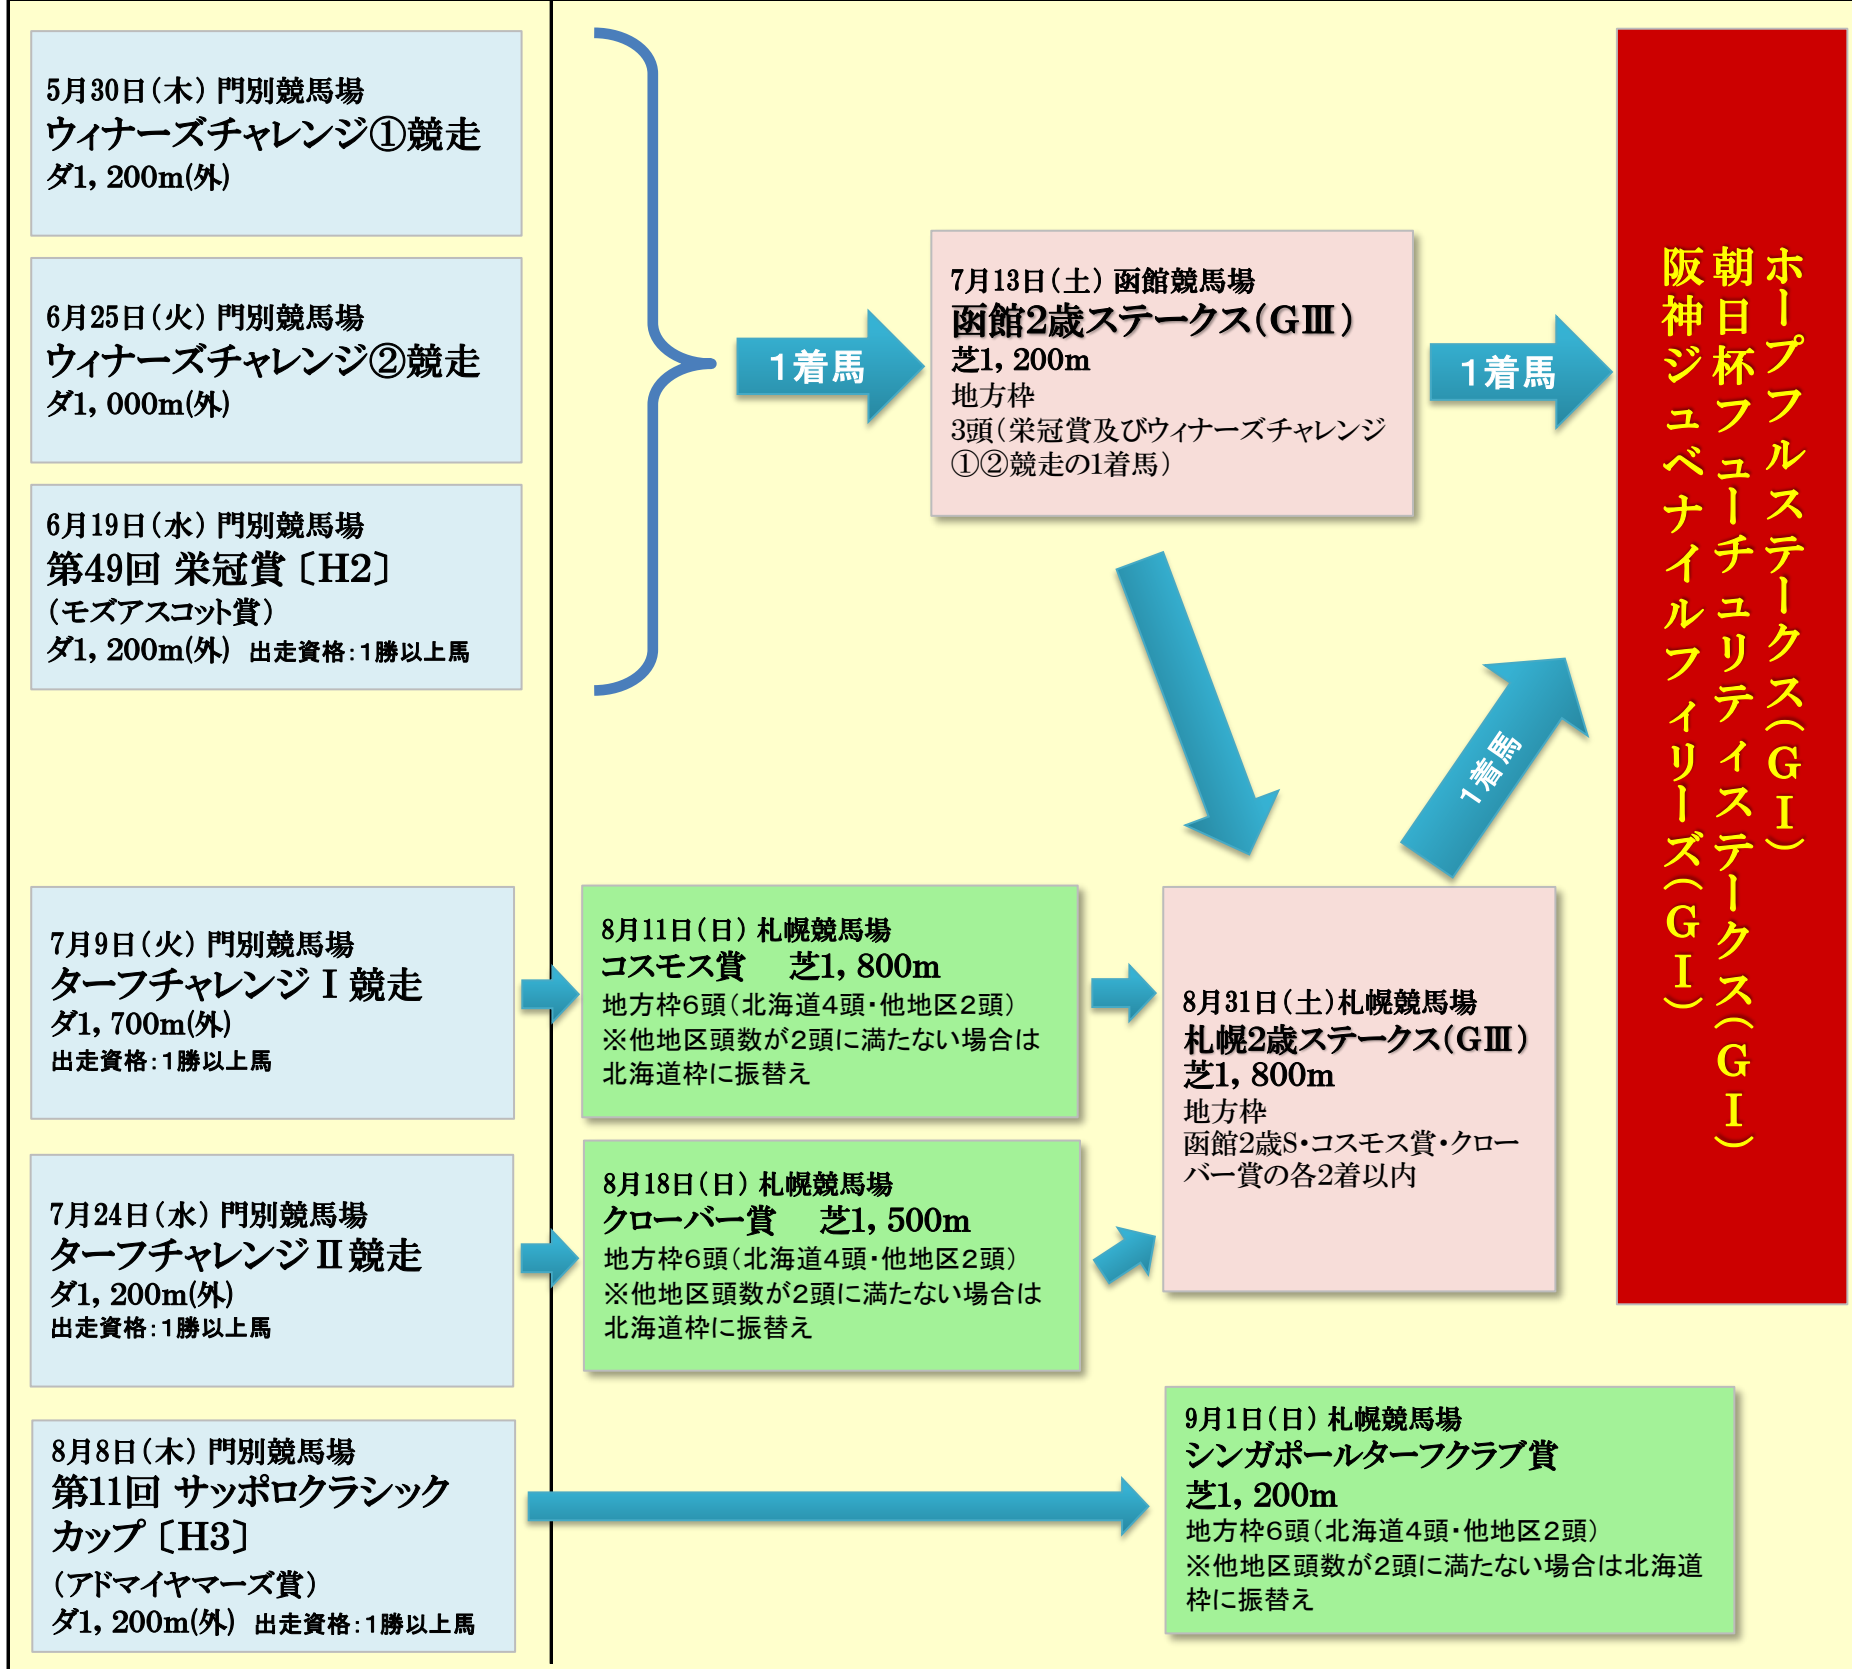 5月30日(木) 門別競馬場
ウィナーズチャレンジ①競走
ダ1,200m(外)
6月25日(火) 門別競馬場
ウィナーズチャレンジ②競走
ダ1,000m(外)
6月19日(水) 門別競馬場
第49回 栄冠賞〔H2〕
(モズアスコット賞)
ダ1,200m(外) 出走資格:1勝以上馬
1着馬
7月13日(土) 函館競馬場
函館2歳ステークス(GⅢ)
芝1,200m
地方枠
3頭(栄冠賞及びウィナーズチャレンジ
①②競走の1着馬)
1着馬
ホープフルステークス(GⅠ)
朝日杯フューチュリティステークス(GⅠ)
阪神ジュベナイルフィリーズ(GⅠ)
1着馬
7月9日(火) 門別競馬場
ターフチャレンジⅠ競走
ダ1,700m(外)
出走資格:1勝以上馬
8月11日(日) 札幌競馬場
コスモス賞 芝1,800m
地方枠6頭(北海道4頭・他地区2頭)
※他地区頭数が2頭に満たない場合は
北海道枠に振替え
8月31日(土)札幌競馬場
札幌2歳ステークス(GⅢ)
芝1,800m
地方枠
函館2歳S・コスモス賞・クロー
バー賞の各2着以内
7月24日(水) 門別競馬場
ターフチャレンジⅡ競走
ダ1,200m(外)
出走資格:1勝以上馬
8月18日(日) 札幌競馬場
クローバー賞 芝1,500m
地方枠6頭(北海道4頭・他地区2頭)
※他地区頭数が2頭に満たない場合は
北海道枠に振替え
8月8日(木) 門別競馬場
第11回 サッポロクラシック
カップ〔H3〕
(アドマイヤマーズ賞)
ダ1,200m(外) 出走資格:1勝以上馬
9月1日(日) 札幌競馬場
シンガポールターフクラブ賞
芝1,200m
地方枠6頭(北海道4頭・他地区2頭)
※他地区頭数が2頭に満たない場合は北海道
枠に振替え